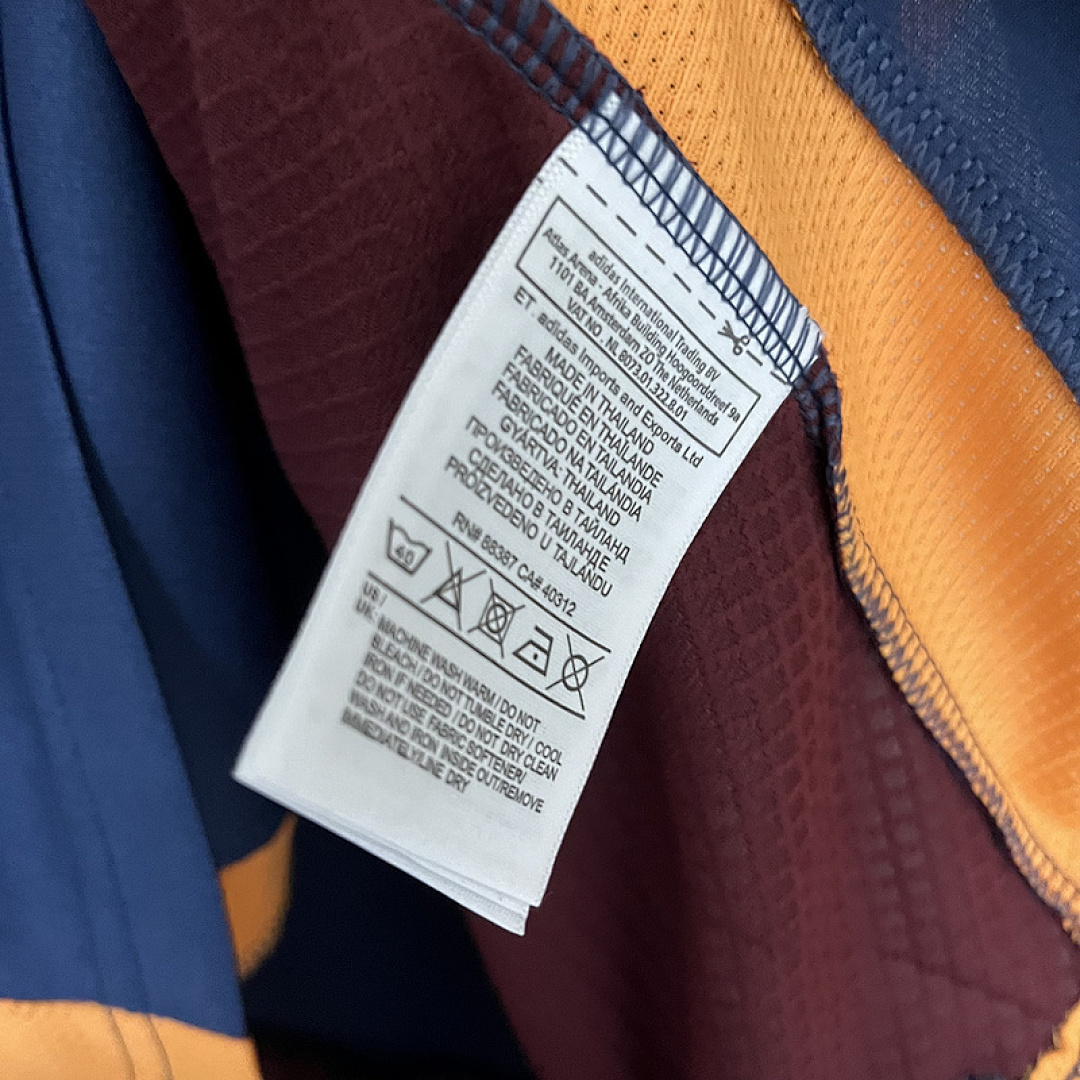 adidas International Trading BV
Atlas Arena - Afrika Building Hoogoorddreef 9a
1101 BA Amsterdam ZO The Netherlands
VAT NO. : NL 8073.01.322.B.01
ET : adidas Imports and Exports Ltd
MADE IN THAILAND
FABRIQUÉ EN THAÏLANDE
FABRICADO EN TAILANDIA
FABRICADO NA TAILÂNDIA
GYÁRTVA: THAILAND
ПРОИЗВЕДЕНО В ТАЙЛАНД
СДЕЛАНО В ТАИЛАНДЕ
PROIZVEDENO U TAJLANDU
RN# 88387 CA# 40312
40
US /
UK: MACHINE WASH WARM / DO NOT
BLEACH / DO NOT TUMBLE DRY / COOL
IRON IF NEEDED / DO NOT DRY CLEAN
DO NOT USE FABRIC SOFTENER/
WASH AND IRON INSIDE OUT/REMOVE
IMMEDIATELY/LINE DRY